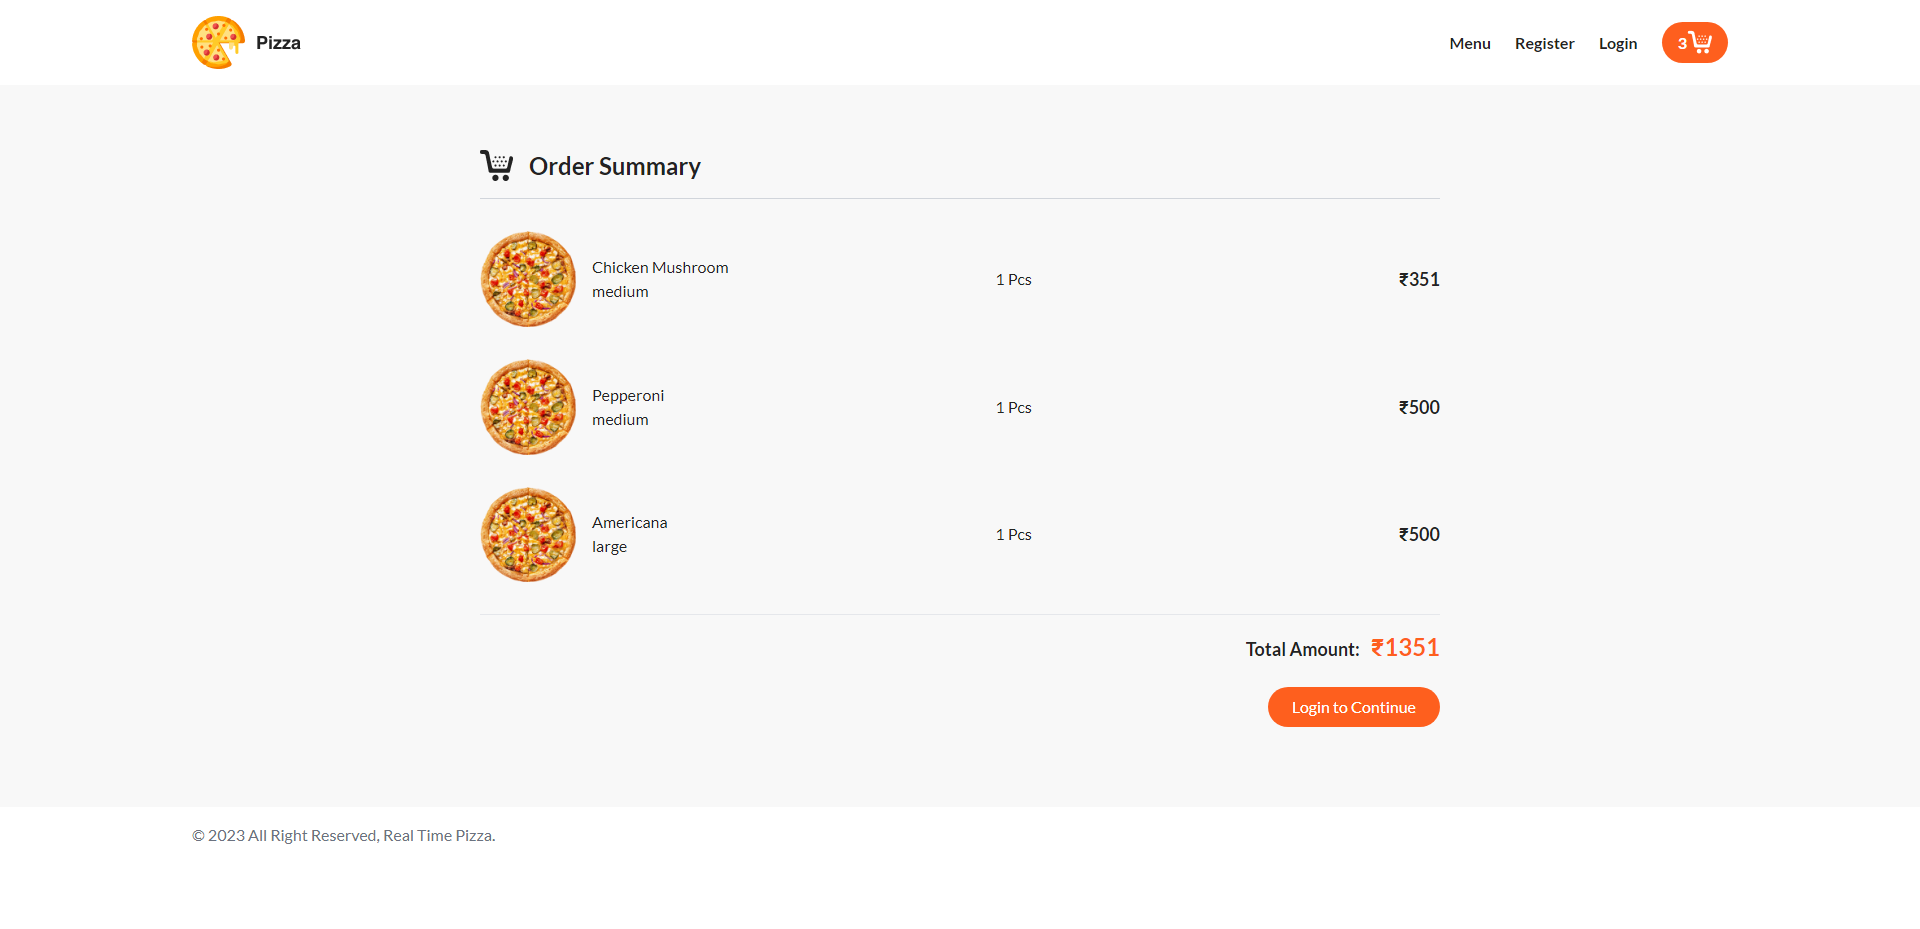 Pizza
Menu Register Login 3
Order Summary
Chicken Mushroom
medium
1 Pcs
₹351
Pepperoni
medium
1 Pcs
₹500
Americana
large
1 Pcs
₹500
Total Amount: ₹1351
Login to Continue
© 2023 All Right Reserved, Real Time Pizza.